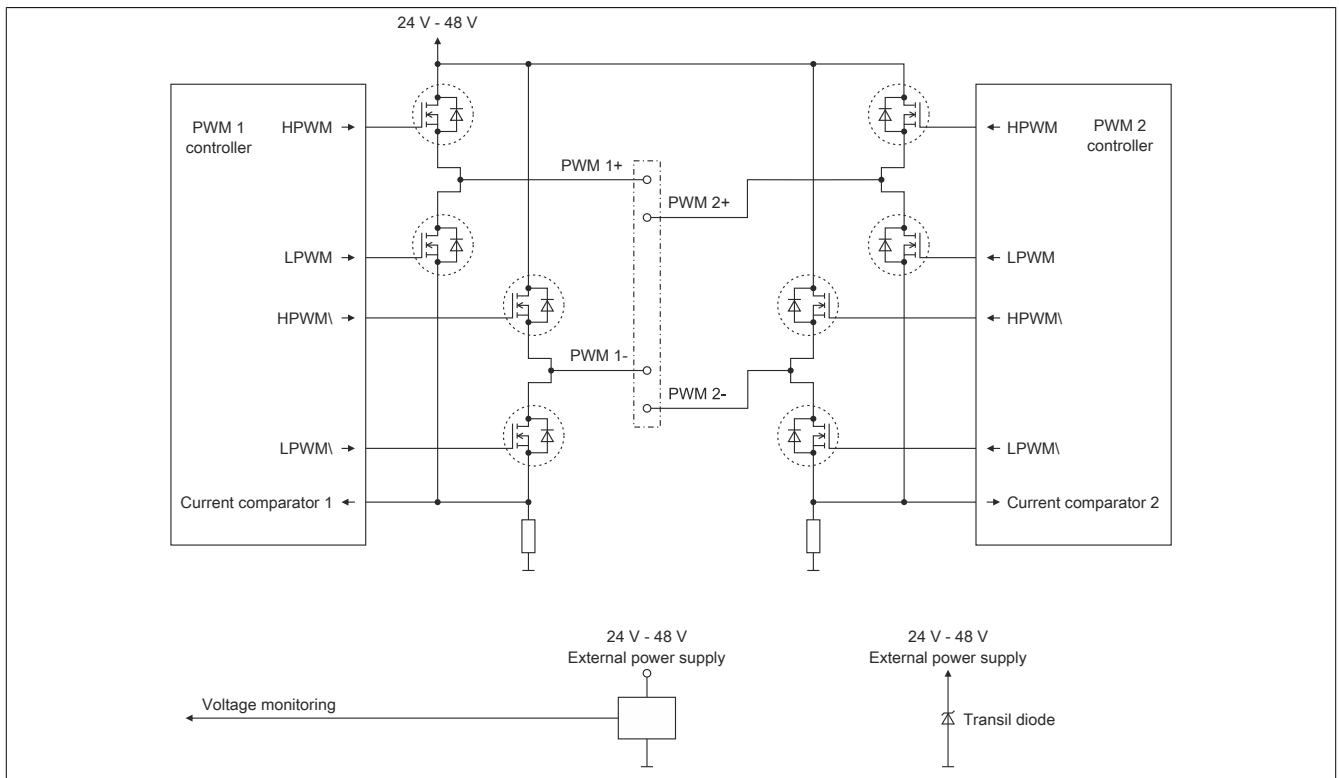 24 V - 48 V
PWM 1
controller
HPWM
LPWM
HPWM\
LPWM\
Current comparator 1
PWM 1+
PWM 2+
PWM 1-
PWM 2-
HPWM
PWM 2
controller
LPWM
HPWM\
LPWM\
Current comparator 2
24 V - 48 V
External power supply
Voltage monitoring
24 V - 48 V
External power supply
Transil diode